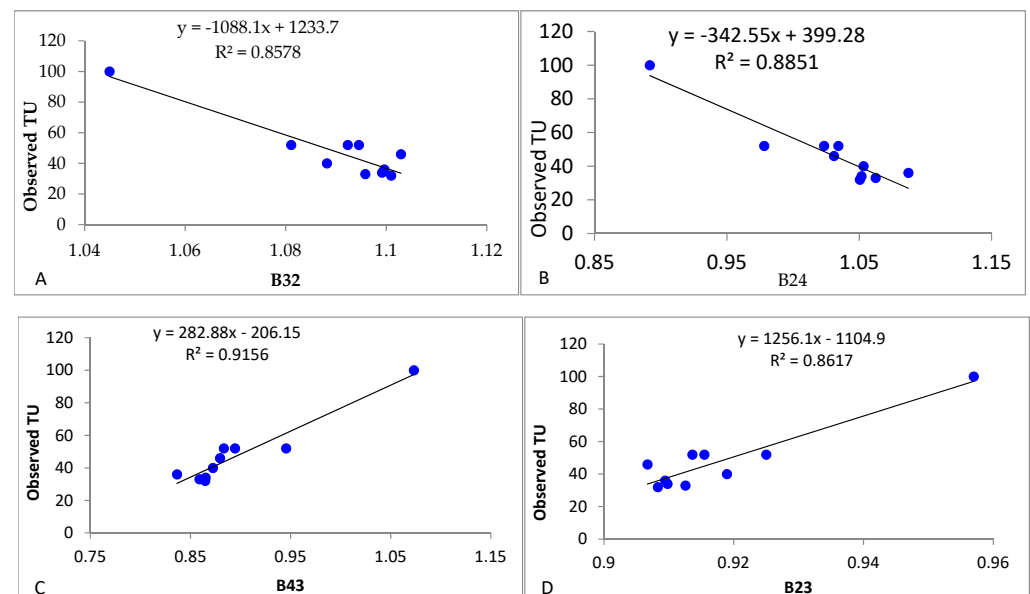 y = -1088.1x + 1233.7
R² = 0.8578
120
100
80
60
40
20
0
Observed TU
1.04
1.06
1.08
1.1
1.12
A
B32
y = -342.55x + 399.28
R² = 0.8851
120
100
80
60
40
20
0
Observed TU
0.85
0.95
1.05
1.15
B
B24
y = 282.88x - 206.15
R² = 0.9156
120
100
80
60
40
20
0
Observed TU
0.75
0.85
0.95
1.05
1.15
C
B43
y = 1256.1x - 1104.9
R² = 0.8617
120
100
80
60
40
20
0
Observed TU
0.9
0.92
0.94
0.96
D
B23